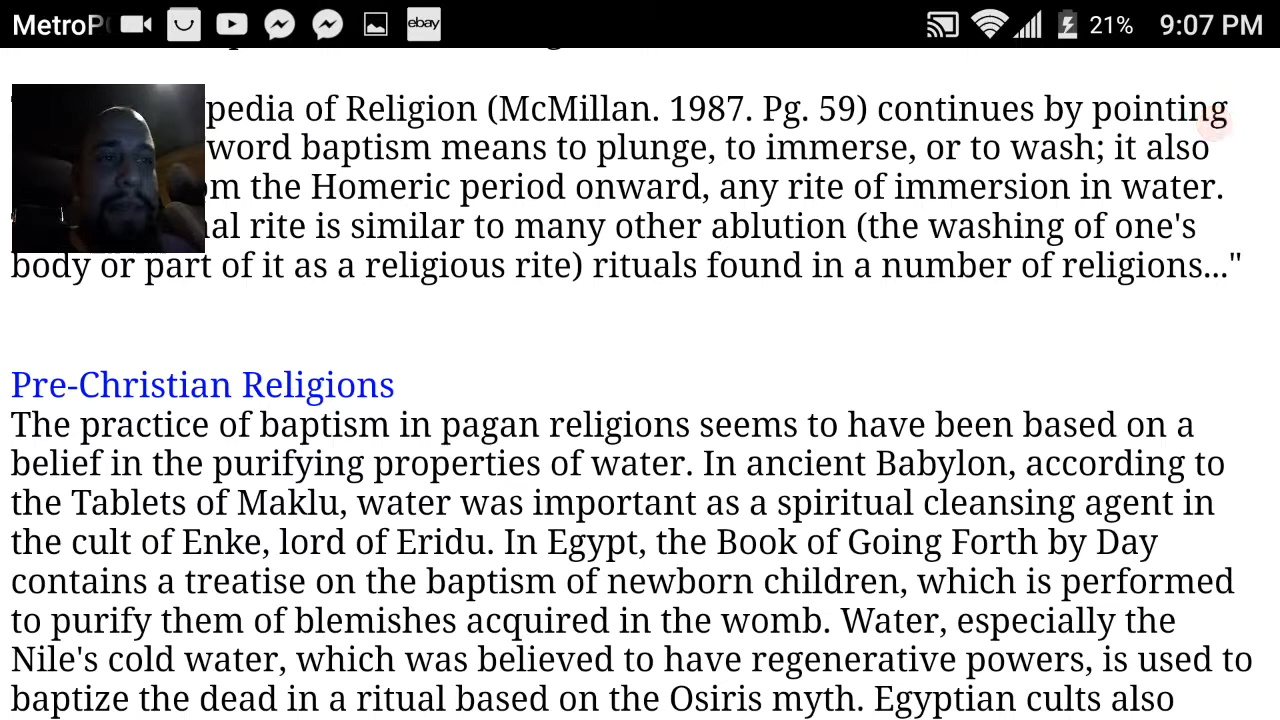 MetroP ebay 21% 9:07 PM
pedia of Religion (McMillan. 1987. Pg. 59) continues by pointing
word baptism means to plunge, to immerse, or to wash; it also
om the Homeric period onward, any rite of immersion in water.
al rite is similar to many other ablution (the washing of one's
body or part of it as a religious rite) rituals found in a number of religions..."
Pre-Christian Religions
The practice of baptism in pagan religions seems to have been based on a
belief in the purifying properties of water. In ancient Babylon, according to
the Tablets of Maklu, water was important as a spiritual cleansing agent in
the cult of Enke, lord of Eridu. In Egypt, the Book of Going Forth by Day
contains a treatise on the baptism of newborn children, which is performed
to purify them of blemishes acquired in the womb. Water, especially the
Nile's cold water, which was believed to have regenerative powers, is used to
baptize the dead in a ritual based on the Osiris myth. Egyptian cults also